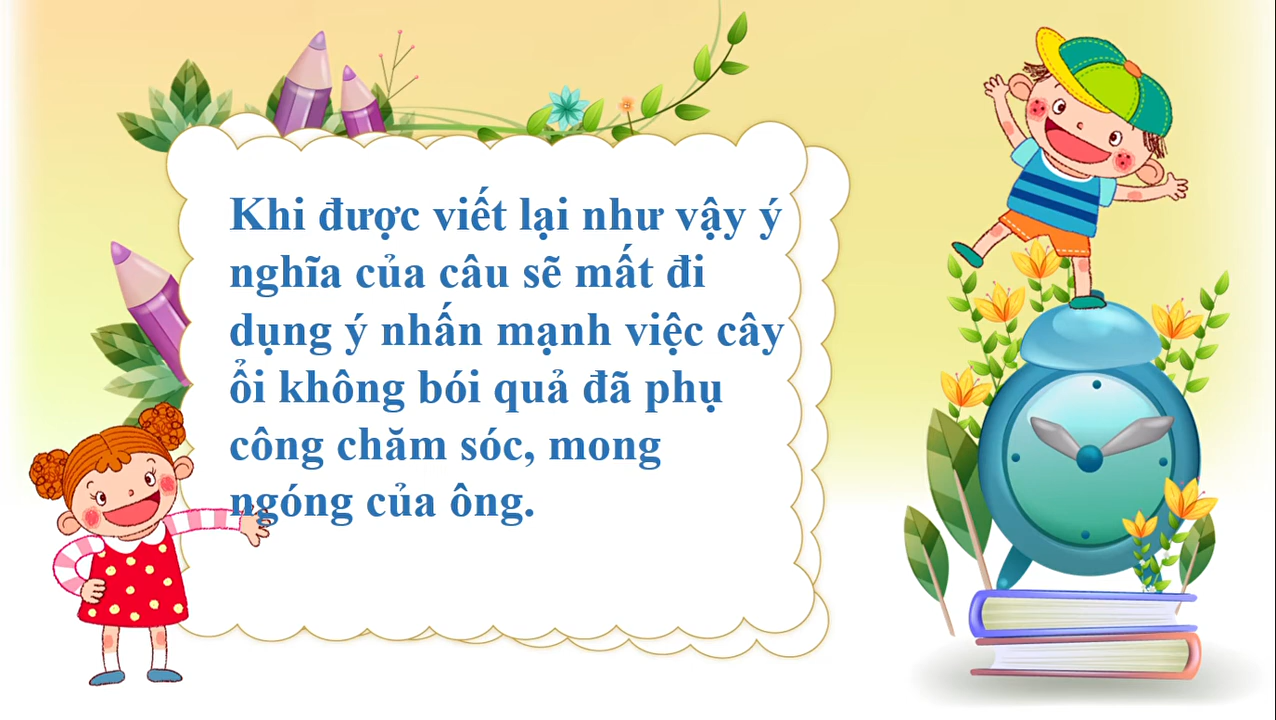 Khi được viết lại như vậy ý
nghĩa của câu sẽ mất đi
dụng ý nhấn mạnh việc cây
ổi không bói quả đã phụ
công chăm sóc, mong
ngóng của ông.